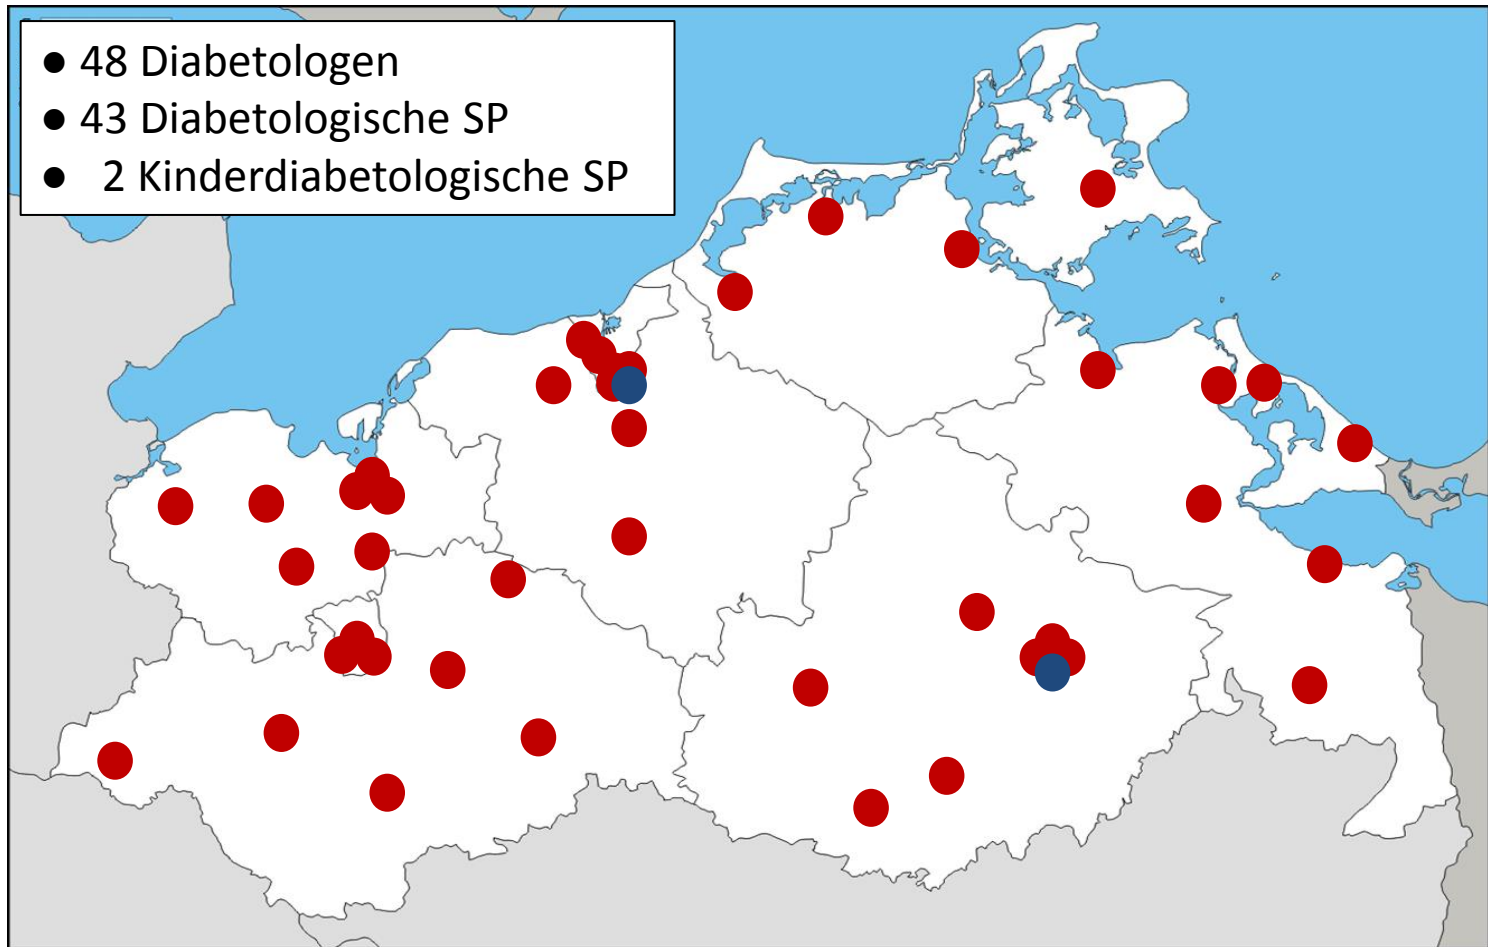 ● 48 Diabetologen
● 43 Diabetologische SP
● 2 Kinderdiabetologische SP